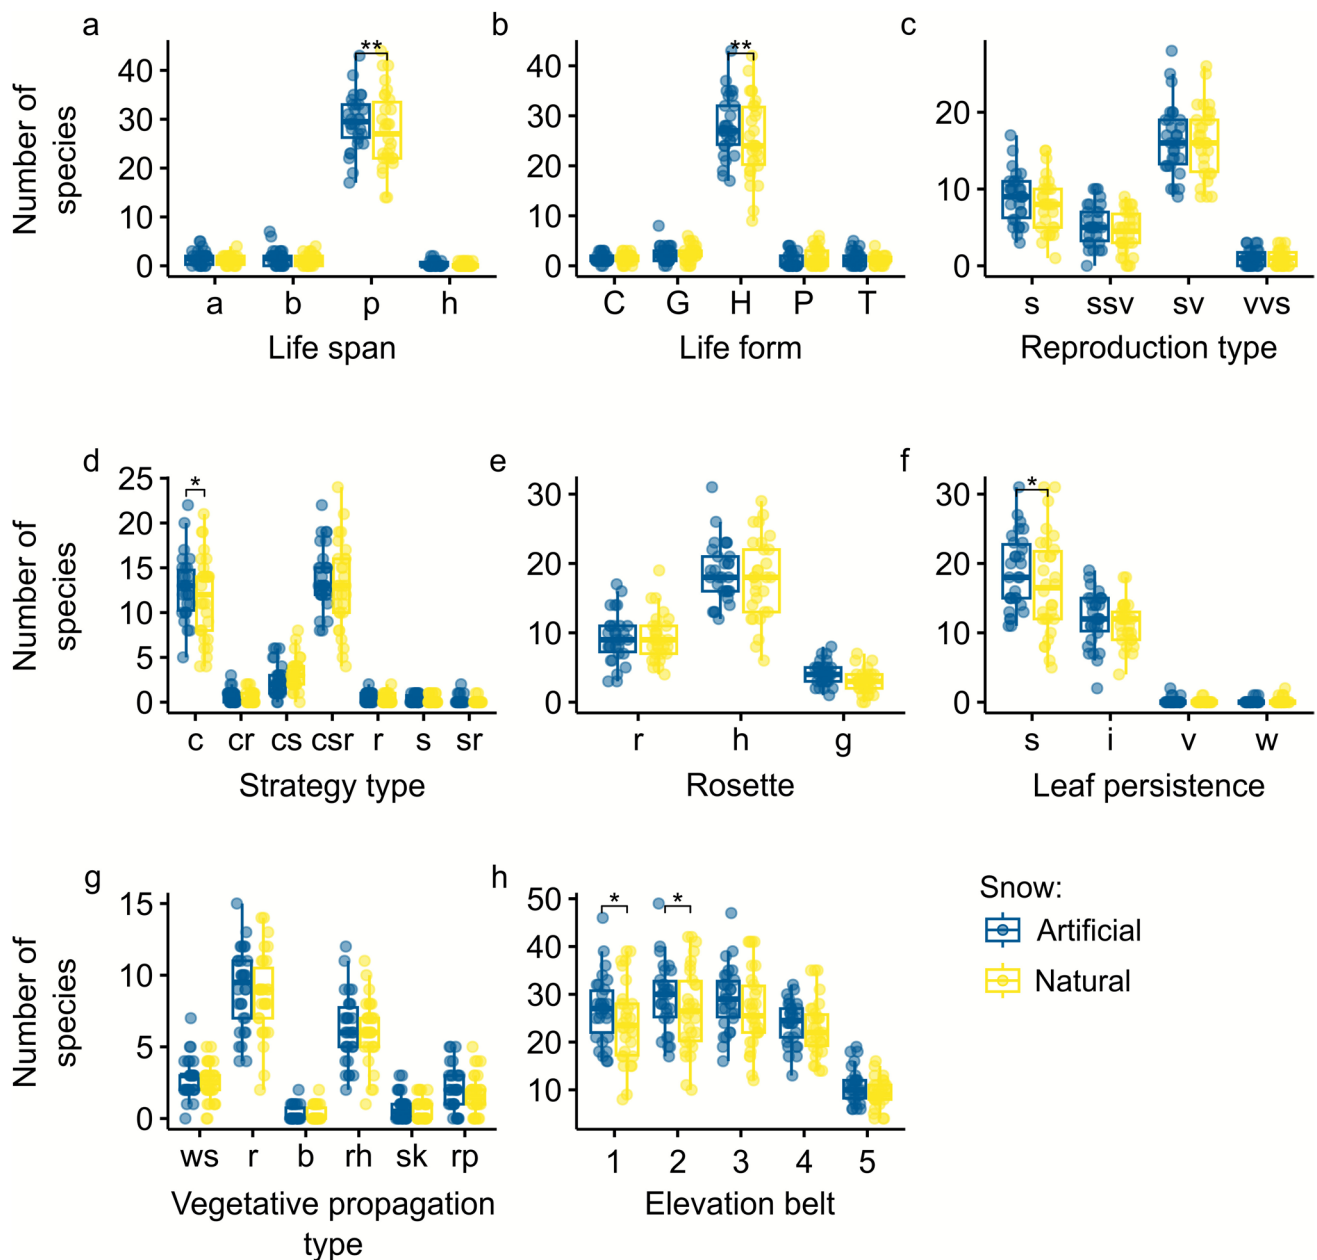 a
b
c
Number of
species
40
30
20
10
0
**
a b p h
Life span
40
30
20
10
0
**
C G H P T
Life form
20
10
0
s ssv sv vvs
Reproduction type
d
e
f
Number of
species
25
20
15
10
5
0
*
c cr cs csr r s sr
Strategy type
30
20
10
0
r h g
Rosette
30
20
10
0
*
s i v w
Leaf persistence
g
h
Number of
species
15
10
5
0
ws r b rh sk rp
Vegetative propagation
type
50
40
30
20
10
* *
1 2 3 4 5
Elevation belt
Snow:
Artificial
Natural